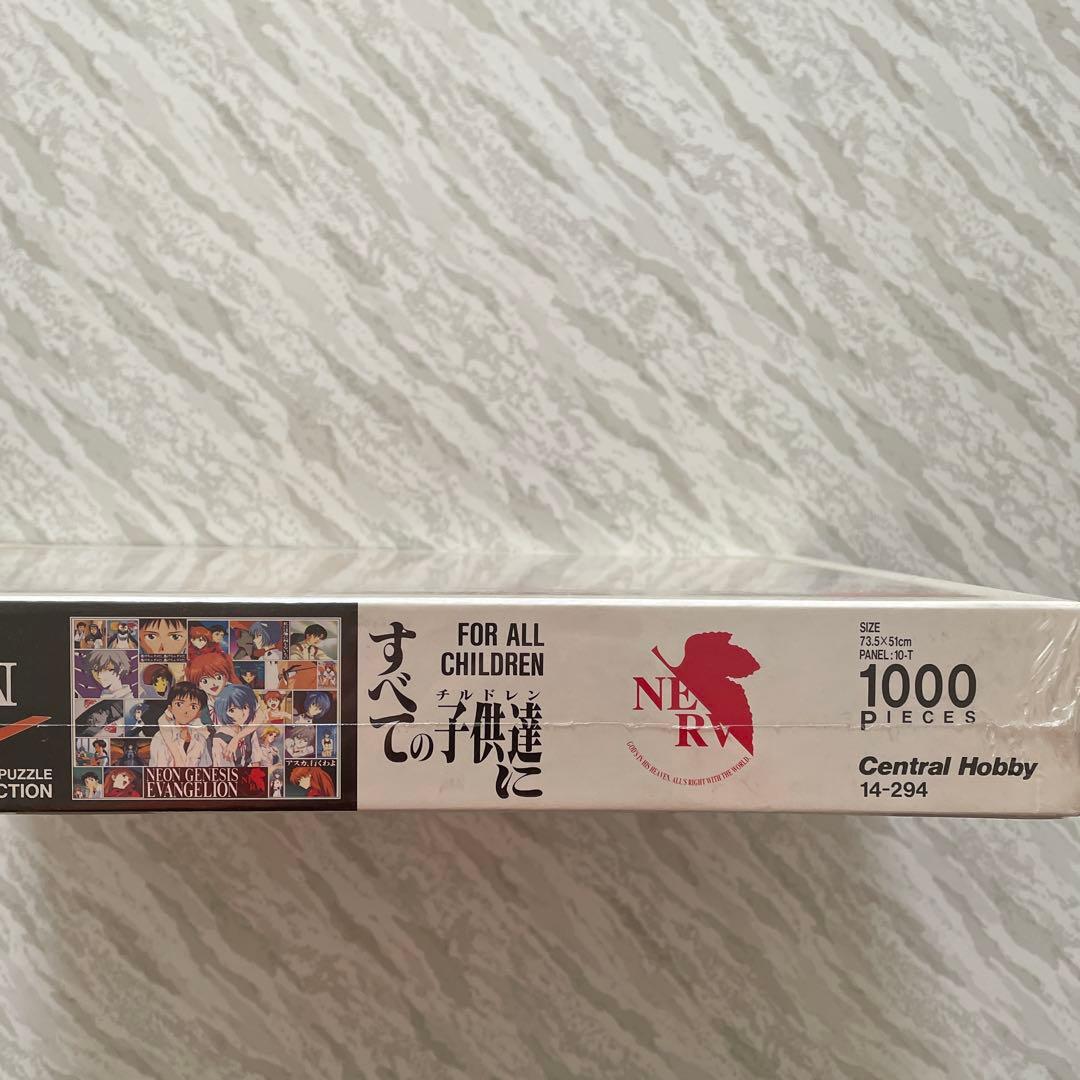 N
PUZZLE
CTION
NEON GENESIS
EVANGELION
アスカ、行くわよ
FOR ALL
CHILDREN
すべての子供達に
チルドレン
NERV
GOD'S IN HIS HEAVEN. ALL'S RIGHT WITH THE WORLD.
SIZE
73.5×51cm
PANEL:10-T
1000
PIECES
Central Hobby
14-294